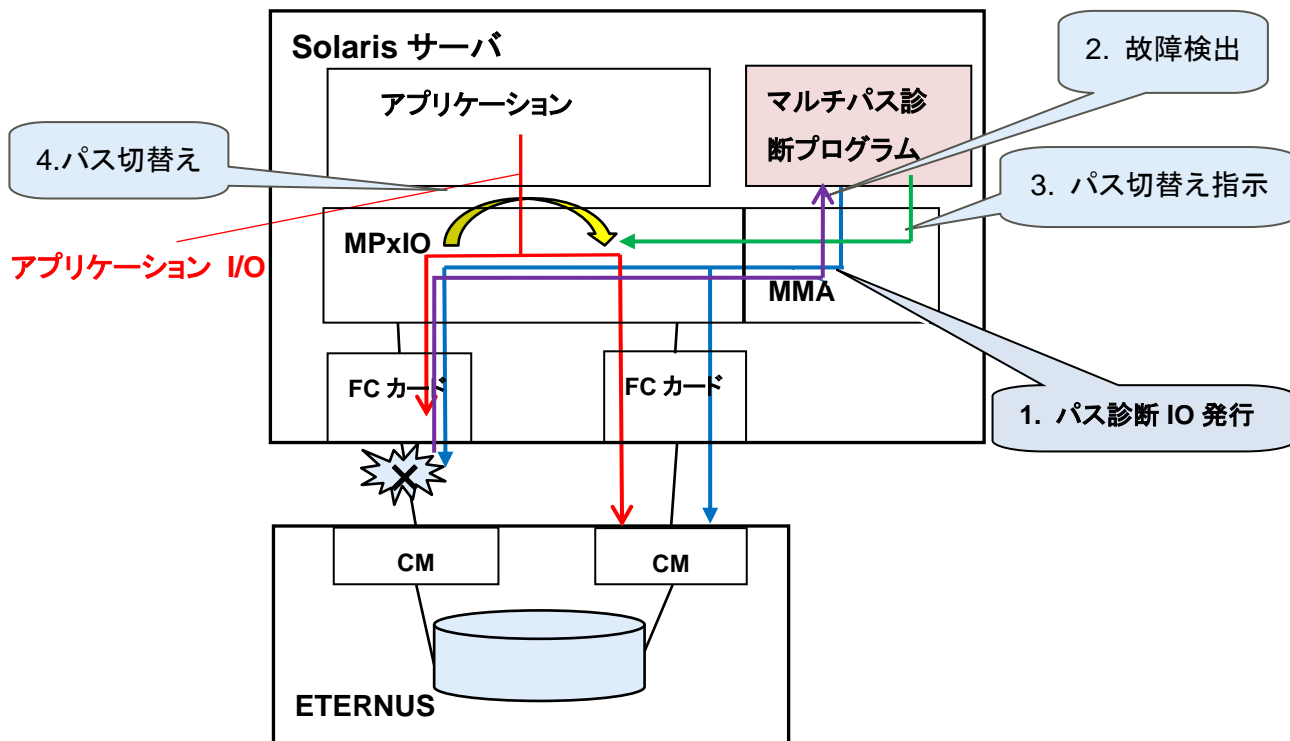 Solaris サーバ
2. 故障検出
アプリケーション
マルチパス診
断プログラム
4.パス切替え
3. パス切替え指示
MPxIO
アプリケーション I/O
MMA
FC カード
FC カード
1. パス診断 IO 発行
CM
CM
ETERNUS